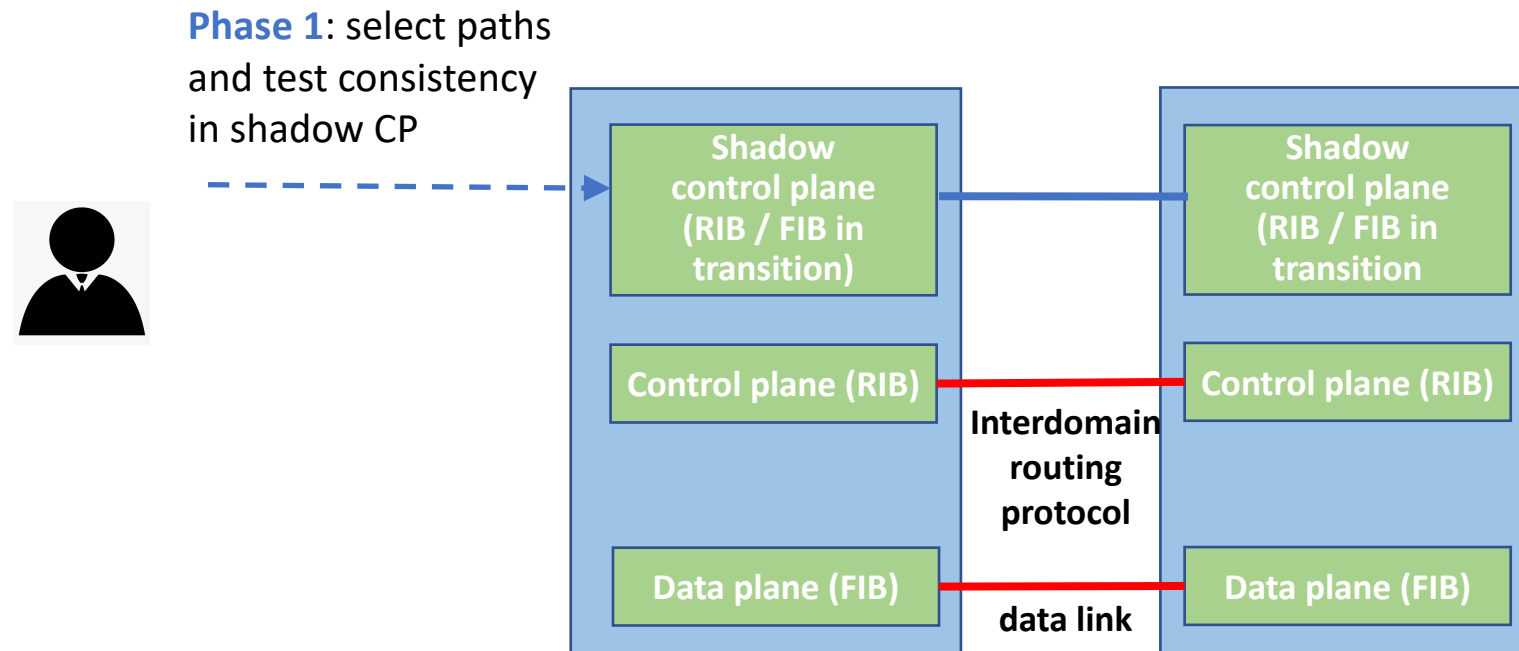 Phase 1: select paths
and test consistency
in shadow CP
Shadow
control plane
(RIB / FIB in
transition)
Shadow
control plane
(RIB / FIB in
transition
Control plane (RIB)
Control plane (RIB)
Interdomain
routing
protocol
Data plane (FIB)
Data plane (FIB)
data link